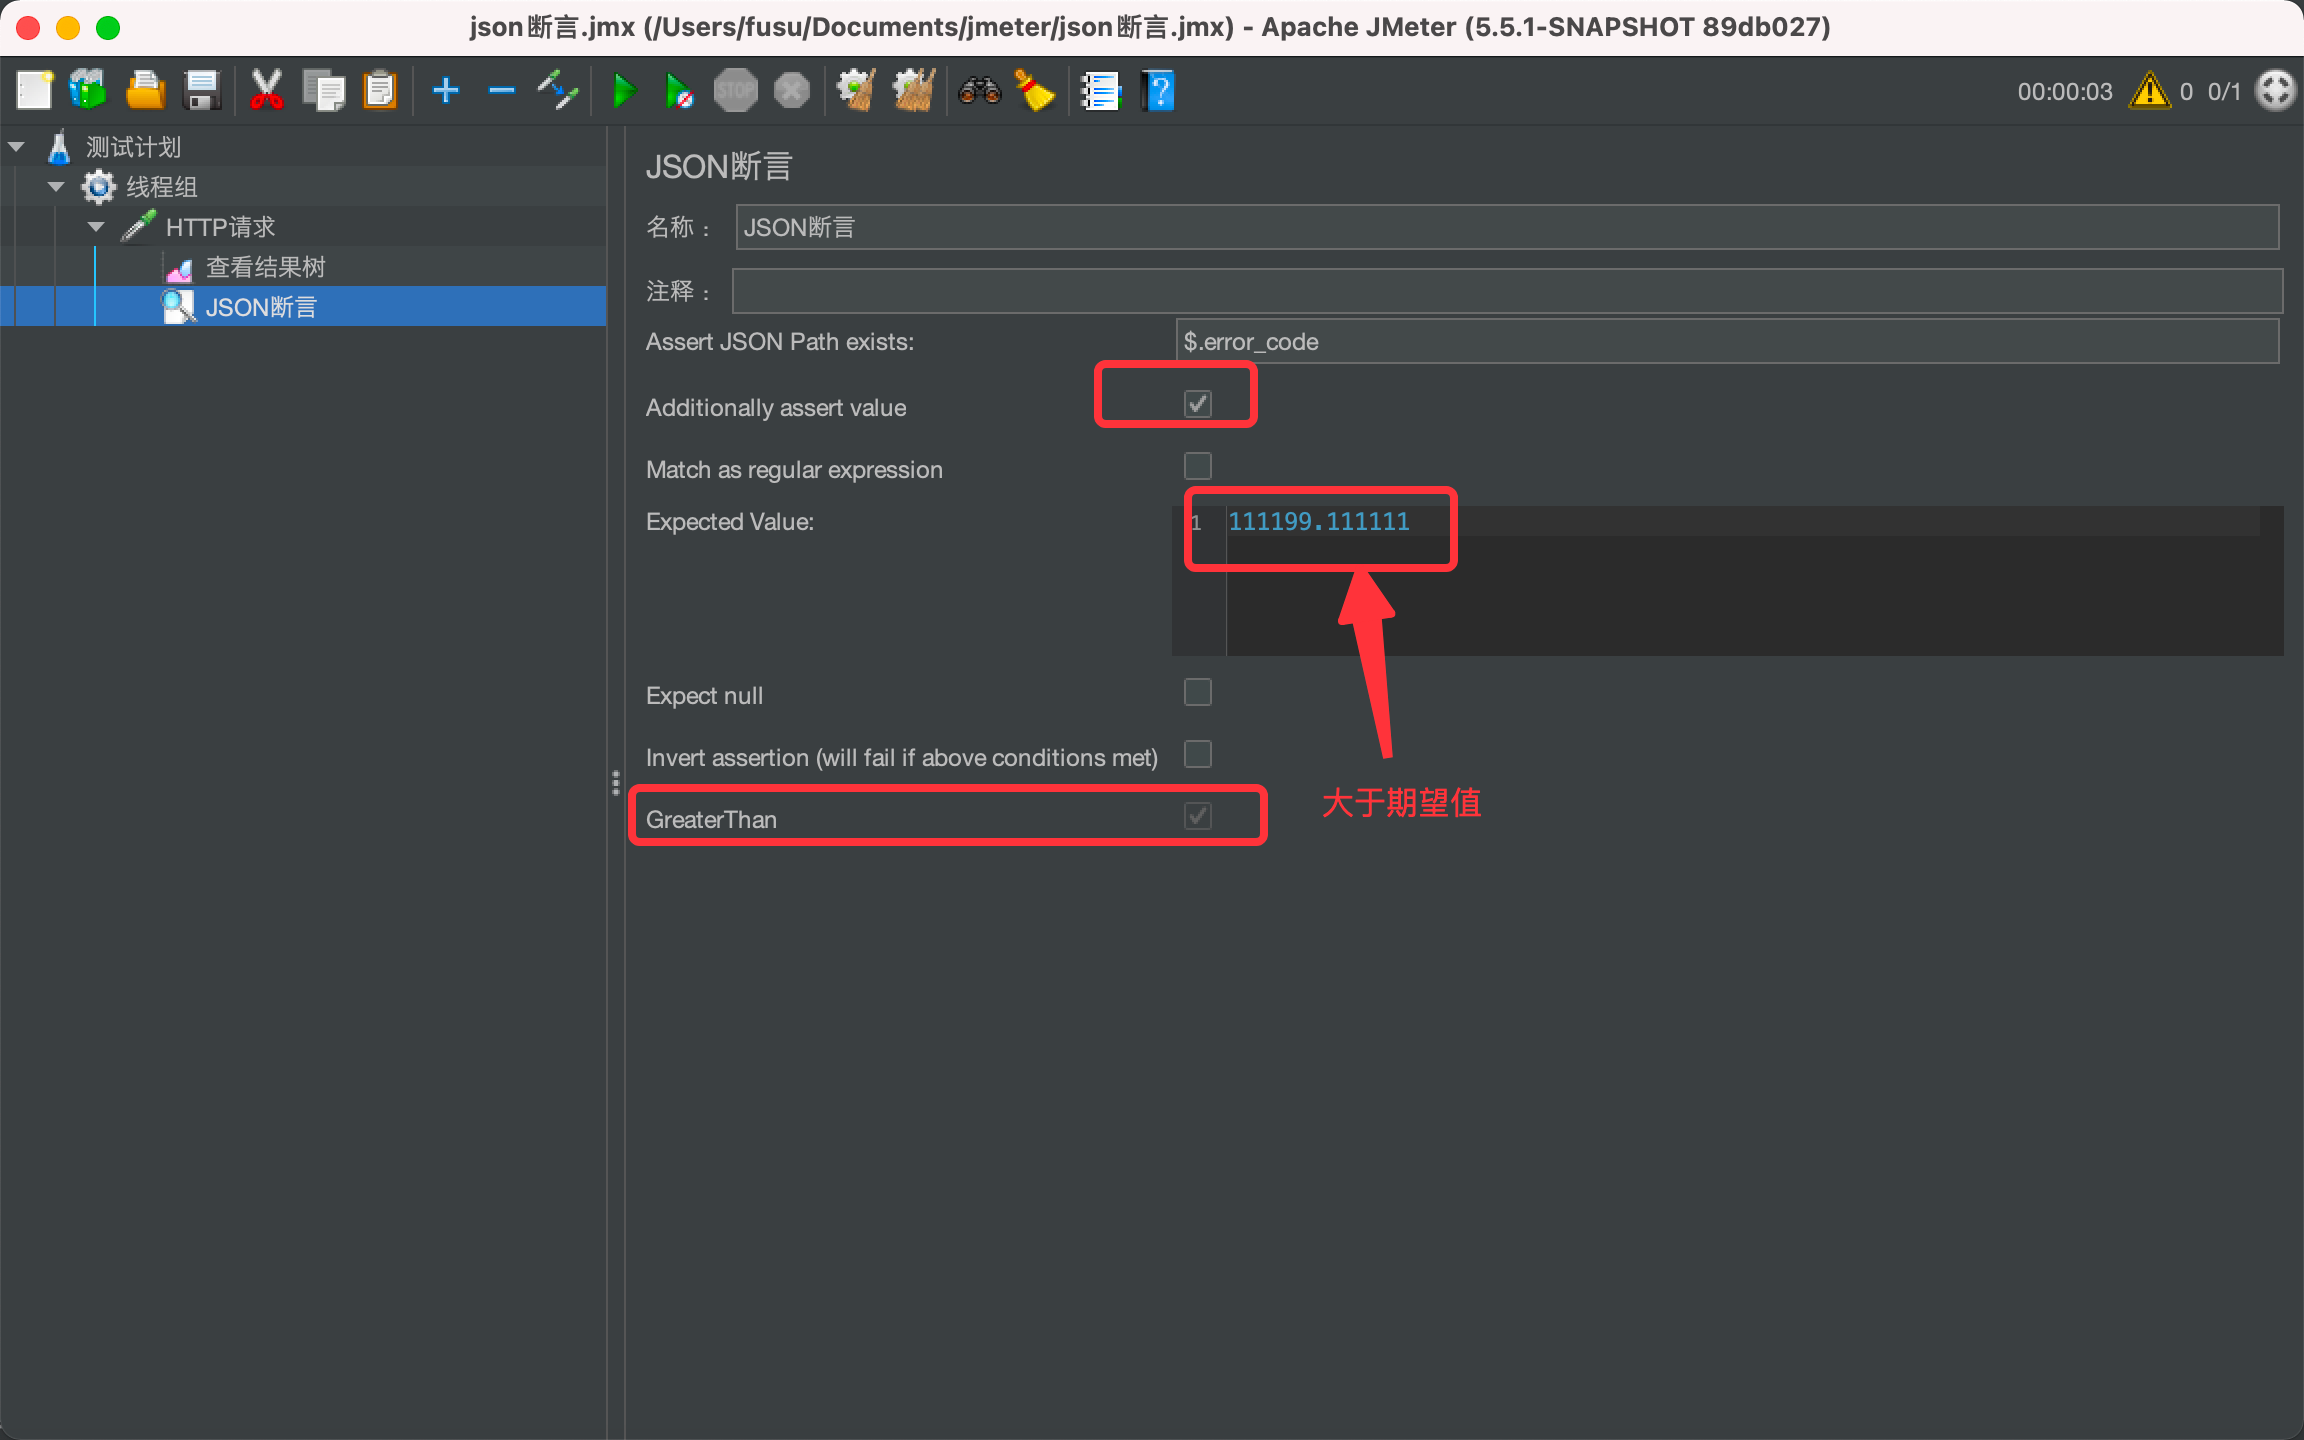 json断言.jmx (/Users/fusu/Documents/jmeter/json断言.jmx) - Apache JMeter (5.5.1-SNAPSHOT 89db027)
STOP
?
00:00:03 ! 0 0/1
测试计划
线程组
HTTP请求
查看结果树
JSON断言
JSON断言
名称： JSON断言
注释：
Assert JSON Path exists: $.error_code
Additionally assert value
Match as regular expression
Expected Value: 1 111199.111111
Expect null
Invert assertion (will fail if above conditions met)
GreaterThan
大于期望值